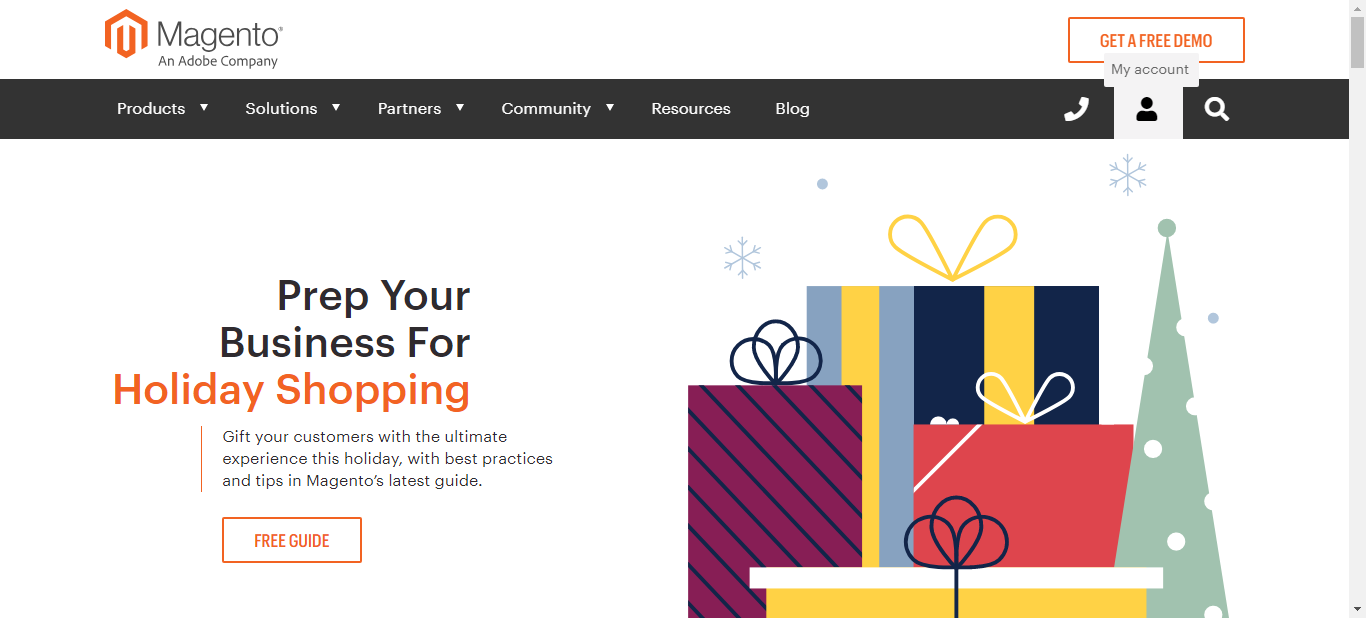 Magento®
An Adobe Company
GET A FREE DEMO
My account
Products
Solutions
Partners
Community
Resources
Blog
Prep Your
Business For
Holiday Shopping
Gift your customers with the ultimate
experience this holiday, with best practices
and tips in Magento’s latest guide.
FREE GUIDE